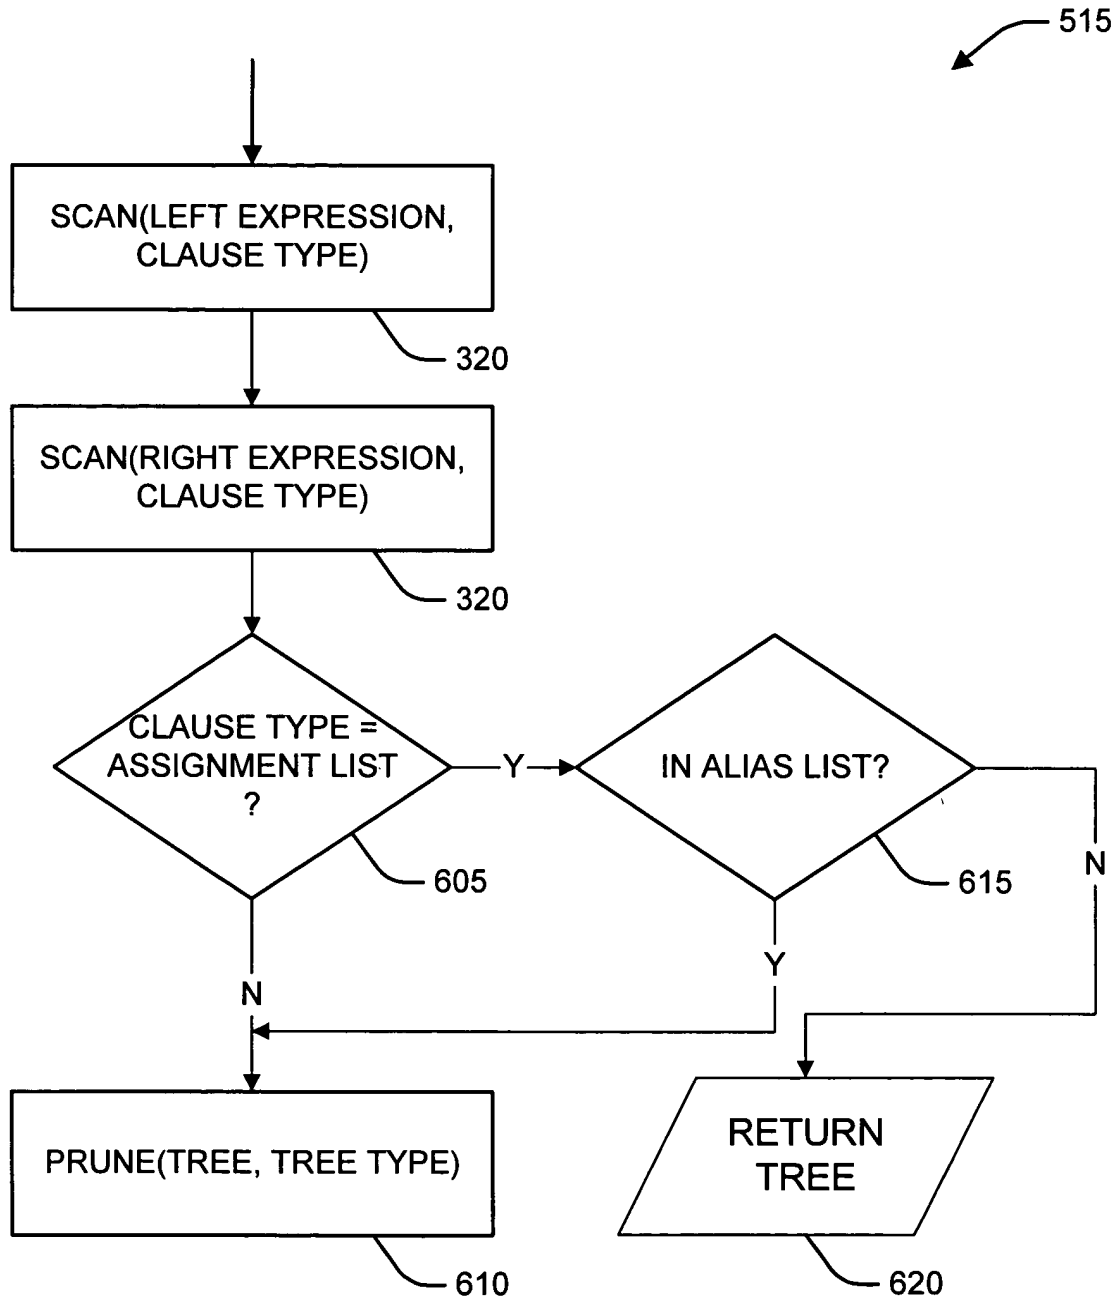 515
SCAN(LEFT EXPRESSION,
CLAUSE TYPE)
320
SCAN(RIGHT EXPRESSION,
CLAUSE TYPE)
320
CLAUSE TYPE =
ASSIGNMENT LIST
?
Y
IN ALIAS LIST?
N
605
615
N
Y
PRUNE(TREE, TREE TYPE)
RETURN
TREE
610
620